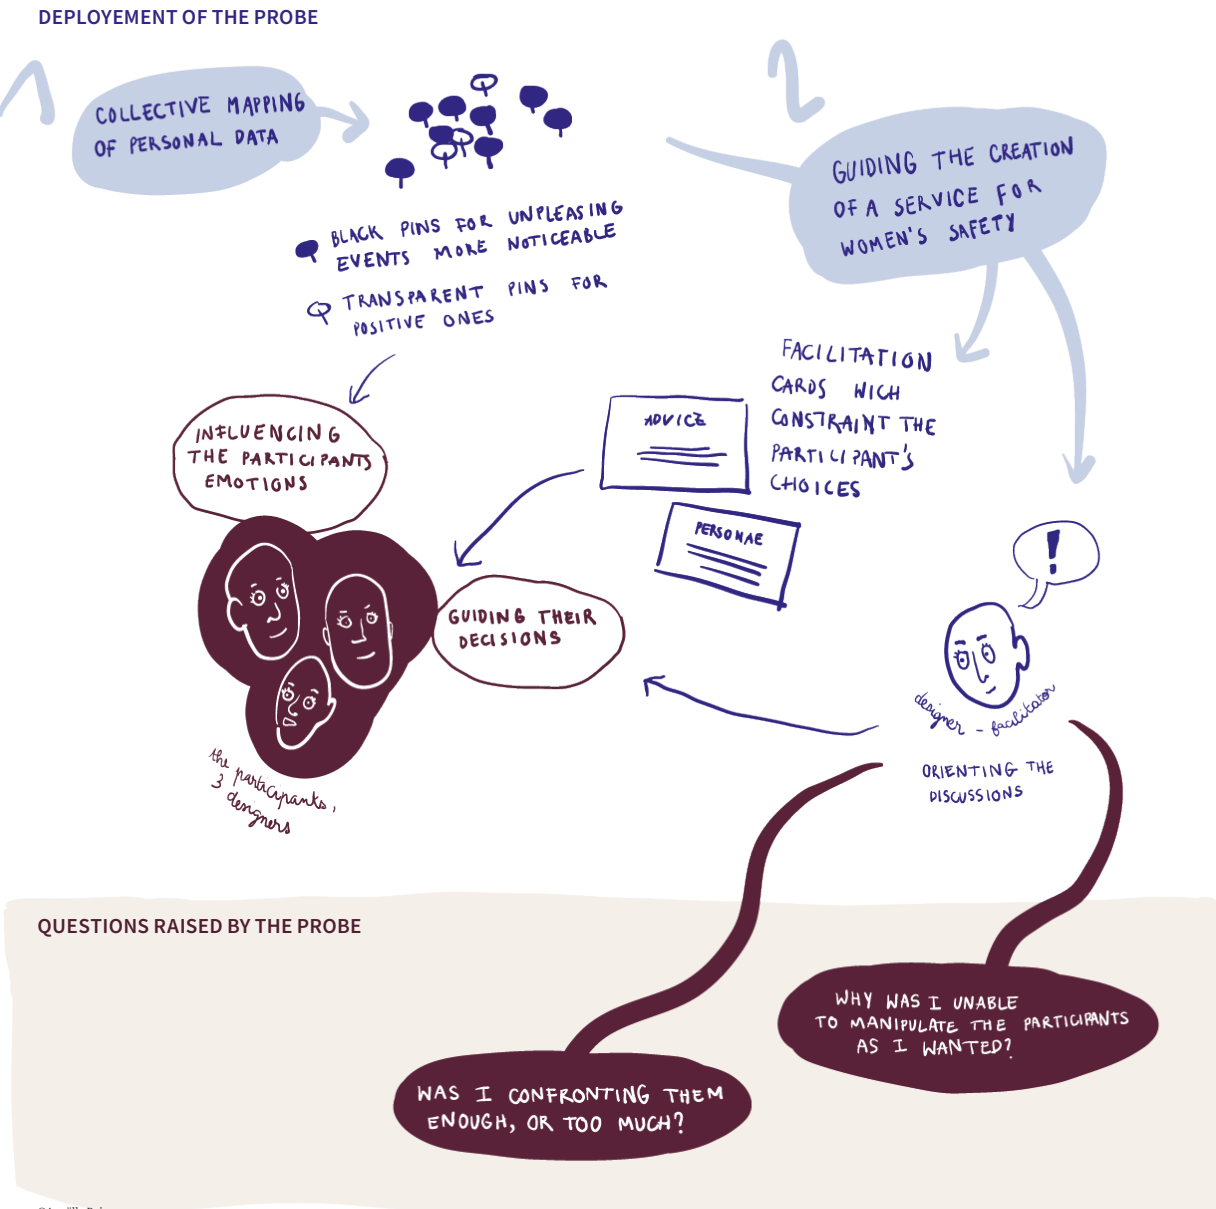 DEPLOYEMENT OF THE PROBE
1
COLLECTIVE MAPPING
OF PERSONAL DATA
BLACK PINS FOR UNPLEASING
EVENTS MORE NOTICEABLE
TRANSPARENT PINS FOR
POSITIVE ONES
INFLUENCING
THE PARTICIPANTS
EMOTIONS
the participants,
3 designers
2
GUIDING THE CREATION
OF A SERVICE FOR
WOMEN'S SAFETY
FACILITATION
CARDS WICH
CONSTRAINT THE
PARTICIPANT'S
CHOICES
ADVICE
PERSONAE
GUIDING THEIR
DECISIONS
!
designer - facilitator
ORIENTING THE
DISCUSSIONS
QUESTIONS RAISED BY THE PROBE
WHY WAS I UNABLE
TO MANIPULATE THE PARTICIPANTS
AS I WANTED?
WAS I CONFRONTING THEM
ENOUGH, OR TOO MUCH?